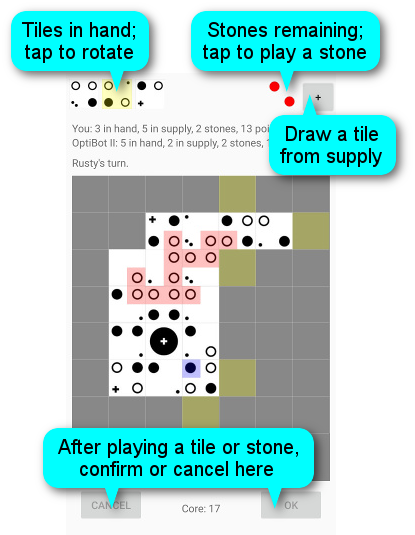 Tiles in hand;
tap to rotate
Stones remaining;
tap to play a stone
+
Draw a tile
from supply
You: 3 in hand, 5 in supply, 2 stones, 13
OptiBot II: 5 in hand, 2 in supply, 2 stones,
Rusty's turn.
After playing a tile or stone,
confirm or cancel here
CANCEL
Core: 17
OK